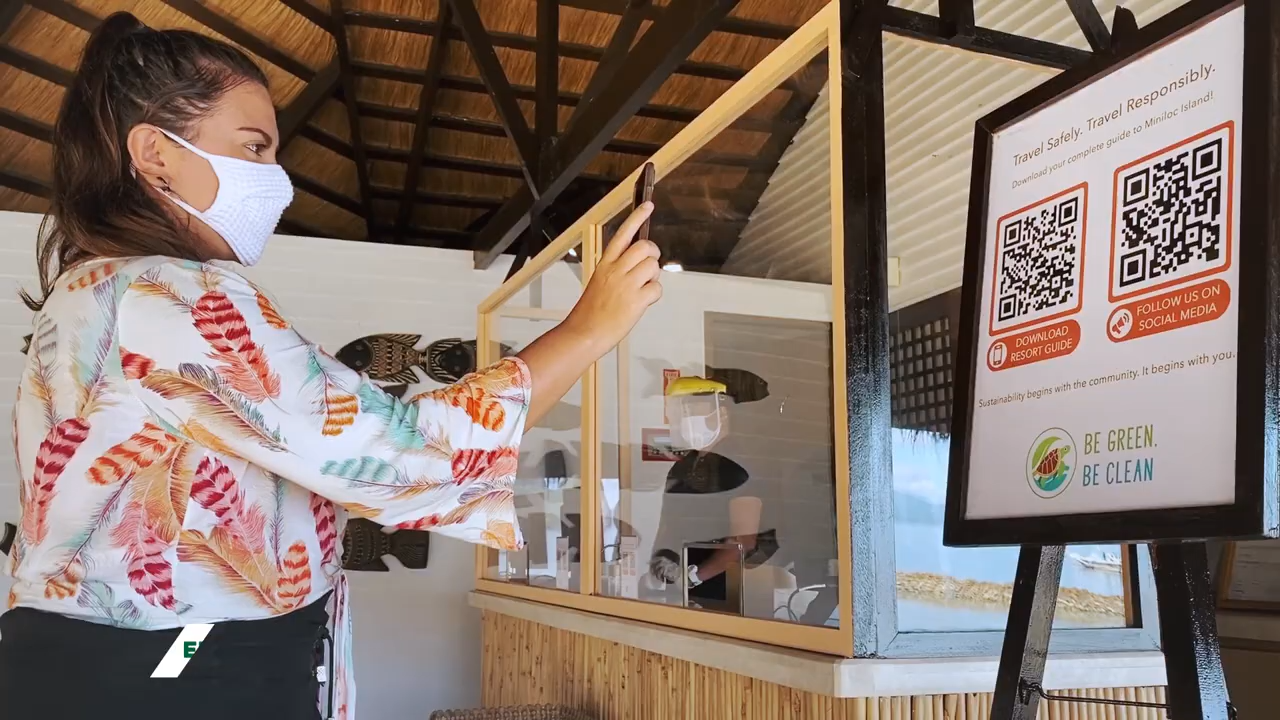 Travel Safely. Travel Responsibly.
Download your complete guide to Miniloc Island!
DOWNLOAD
RESORT GUIDE
FOLLOW US ON
SOCIAL MEDIA
Sustainability begins with the community. It begins with you.
BE GREEN.
BE CLEAN
E